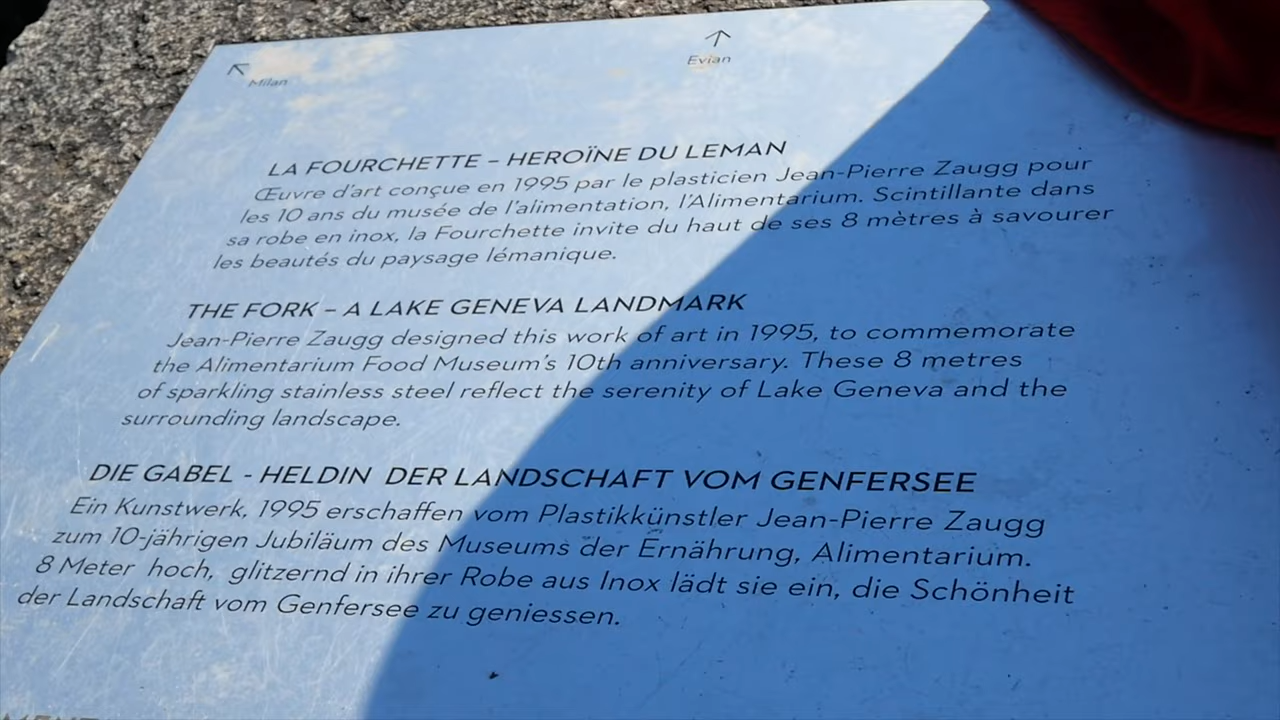 Evian
Milan
LA FOURCHETTE – HEROÏNE DU LEMAN
Œuvre d'art conçue en 1995 par le plasticien Jean-Pierre Zaugg pour
les 10 ans du musée de l'alimentation, l'Alimentarium. Scintillante dans
sa robe en inox, la Fourchette invite du haut de ses 8 mètres à savourer
les beautés du paysage lémanique.
THE FORK – A LAKE GENEVA LANDMARK
Jean-Pierre Zaugg designed this work of art in 1995, to commemorate
the Alimentarium Food Museum's 10th anniversary. These 8 metres
of sparkling stainless steel reflect the serenity of Lake Geneva and the
surrounding landscape.
DIE GABEL - HELDIN DER LANDSCHAFT VOM GENFERSEE
Ein Kunstwerk, 1995 erschaffen vom Plastikkünstler Jean-Pierre Zaugg
zum 10-jährigen Jubiläum des Museums der Ernährung, Alimentarium.
8 Meter hoch, glitzernd in ihrer Robe aus Inox lädt sie ein, die Schönheit
der Landschaft vom Genfersee zu geniessen.